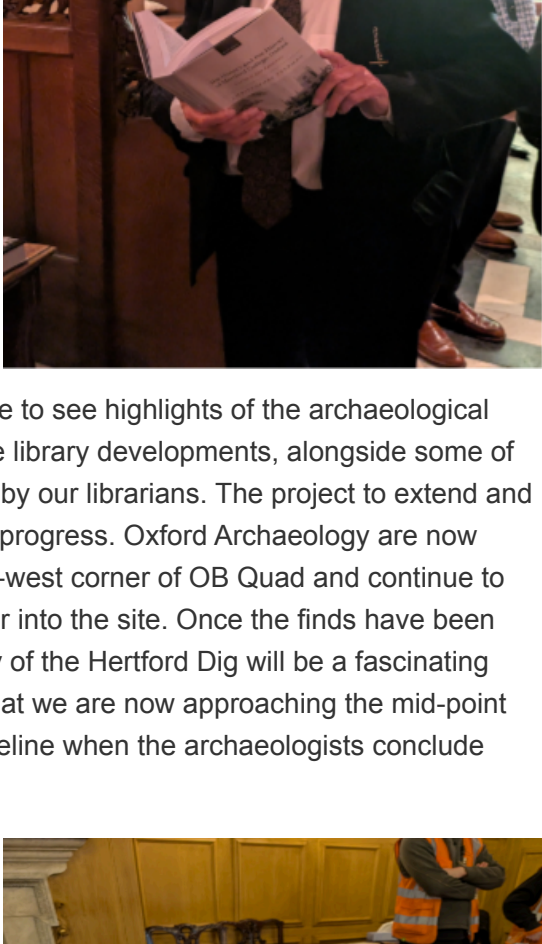 e to see highlights of the archaeological
e library developments, alongside some of
by our librarians. The project to extend and
progress. Oxford Archaeology are now
-west corner of OB Quad and continue to
r into the site. Once the finds have been
y of the Hertford Dig will be a fascinating
at we are now approaching the mid-point
eline when the archaeologists conclude